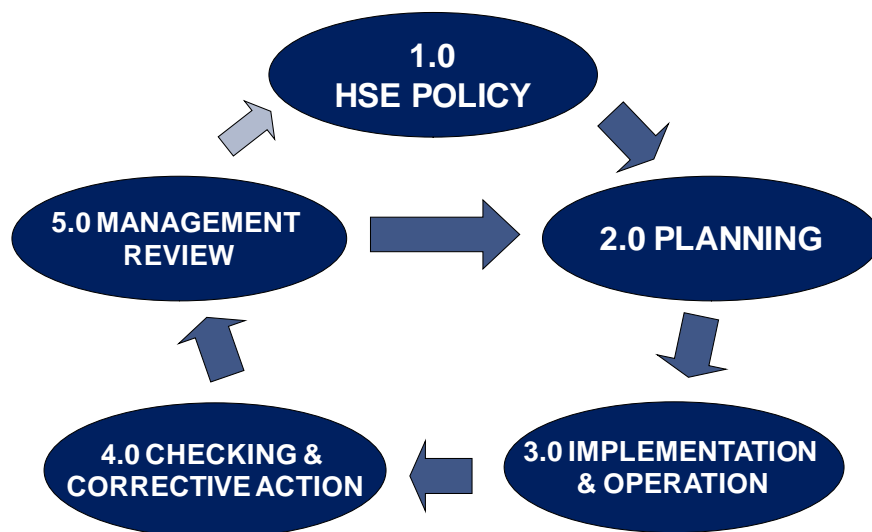 1.0
HSE POLICY
5.0 MANAGEMENT
REVIEW
2.0 PLANNING
4.0 CHECKING &
CORRECTIVE ACTION
3.0 IMPLEMENTATION
& OPERATION